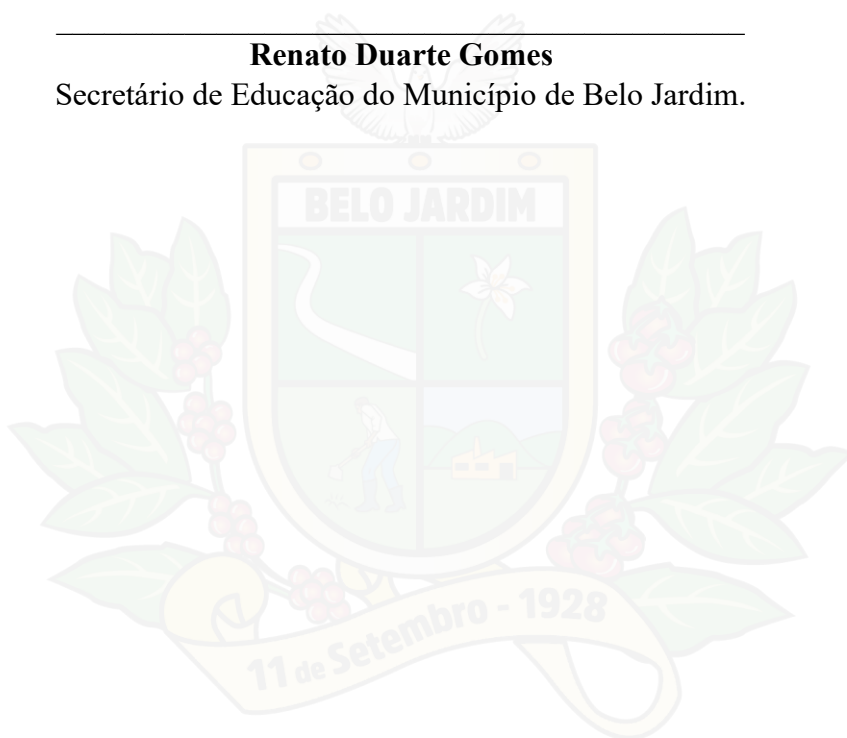 Renato Duarte Gomes
Secretário de Educação do Município de Belo Jardim.
BELO JARDIM
11 de Setembro - 1928